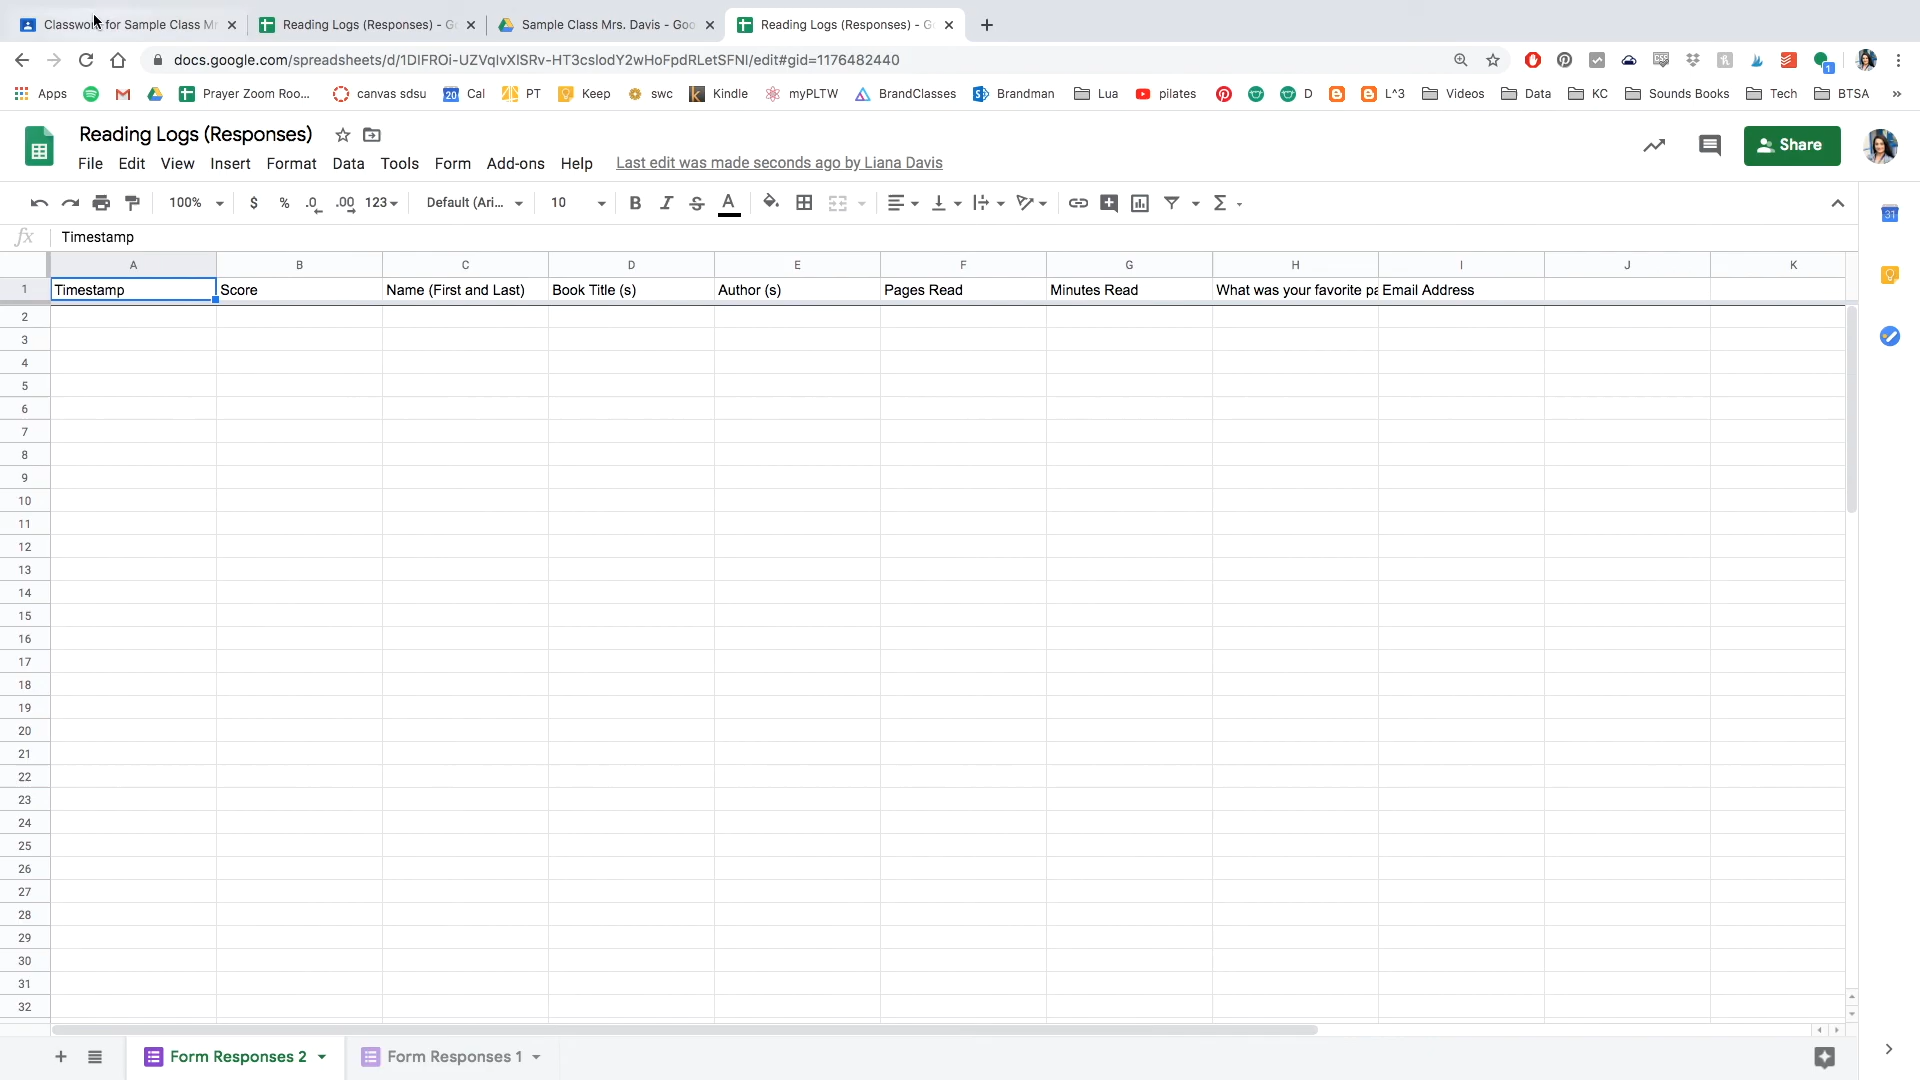 Classwork for Sample Class Mr
Reading Logs (Responses) - Go
Sample Class Mrs. Davis - Goo
Reading Logs (Responses) - G
docs.google.com/spreadsheets/d/1DIFROi-UZVqlvXlSRv-HT3cslodY2wHoFpdRLetSFNI/edit#gid=1176482440
Apps
Prayer Zoom Roo...
canvas sdsu
20 Cal
PT
Keep
swc
Kindle
myPLTW
BrandClasses
Brandman
Lua
pilates
D
L^3
Videos
Data
KC
Sounds Books
Tech
BTSA
»
Reading Logs (Responses)
Share
File Edit View Insert Format Data Tools Form Add-ons Help Last edit was made seconds ago by Liana Davis
100% $ % .0 .00 123 Default (Ari... 10 B I S A Σ
31
fx Timestamp
A B C D E F G H I J K
1 Timestamp Score Name (First and Last) Book Title (s) Author (s) Pages Read Minutes Read What was your favorite pa Email Address
2
3
4
5
6
7
8
9
10
11
12
13
14
15
16
17
18
19
20
21
22
23
24
25
26
27
28
29
30
31
32
Form Responses 2
Form Responses 1